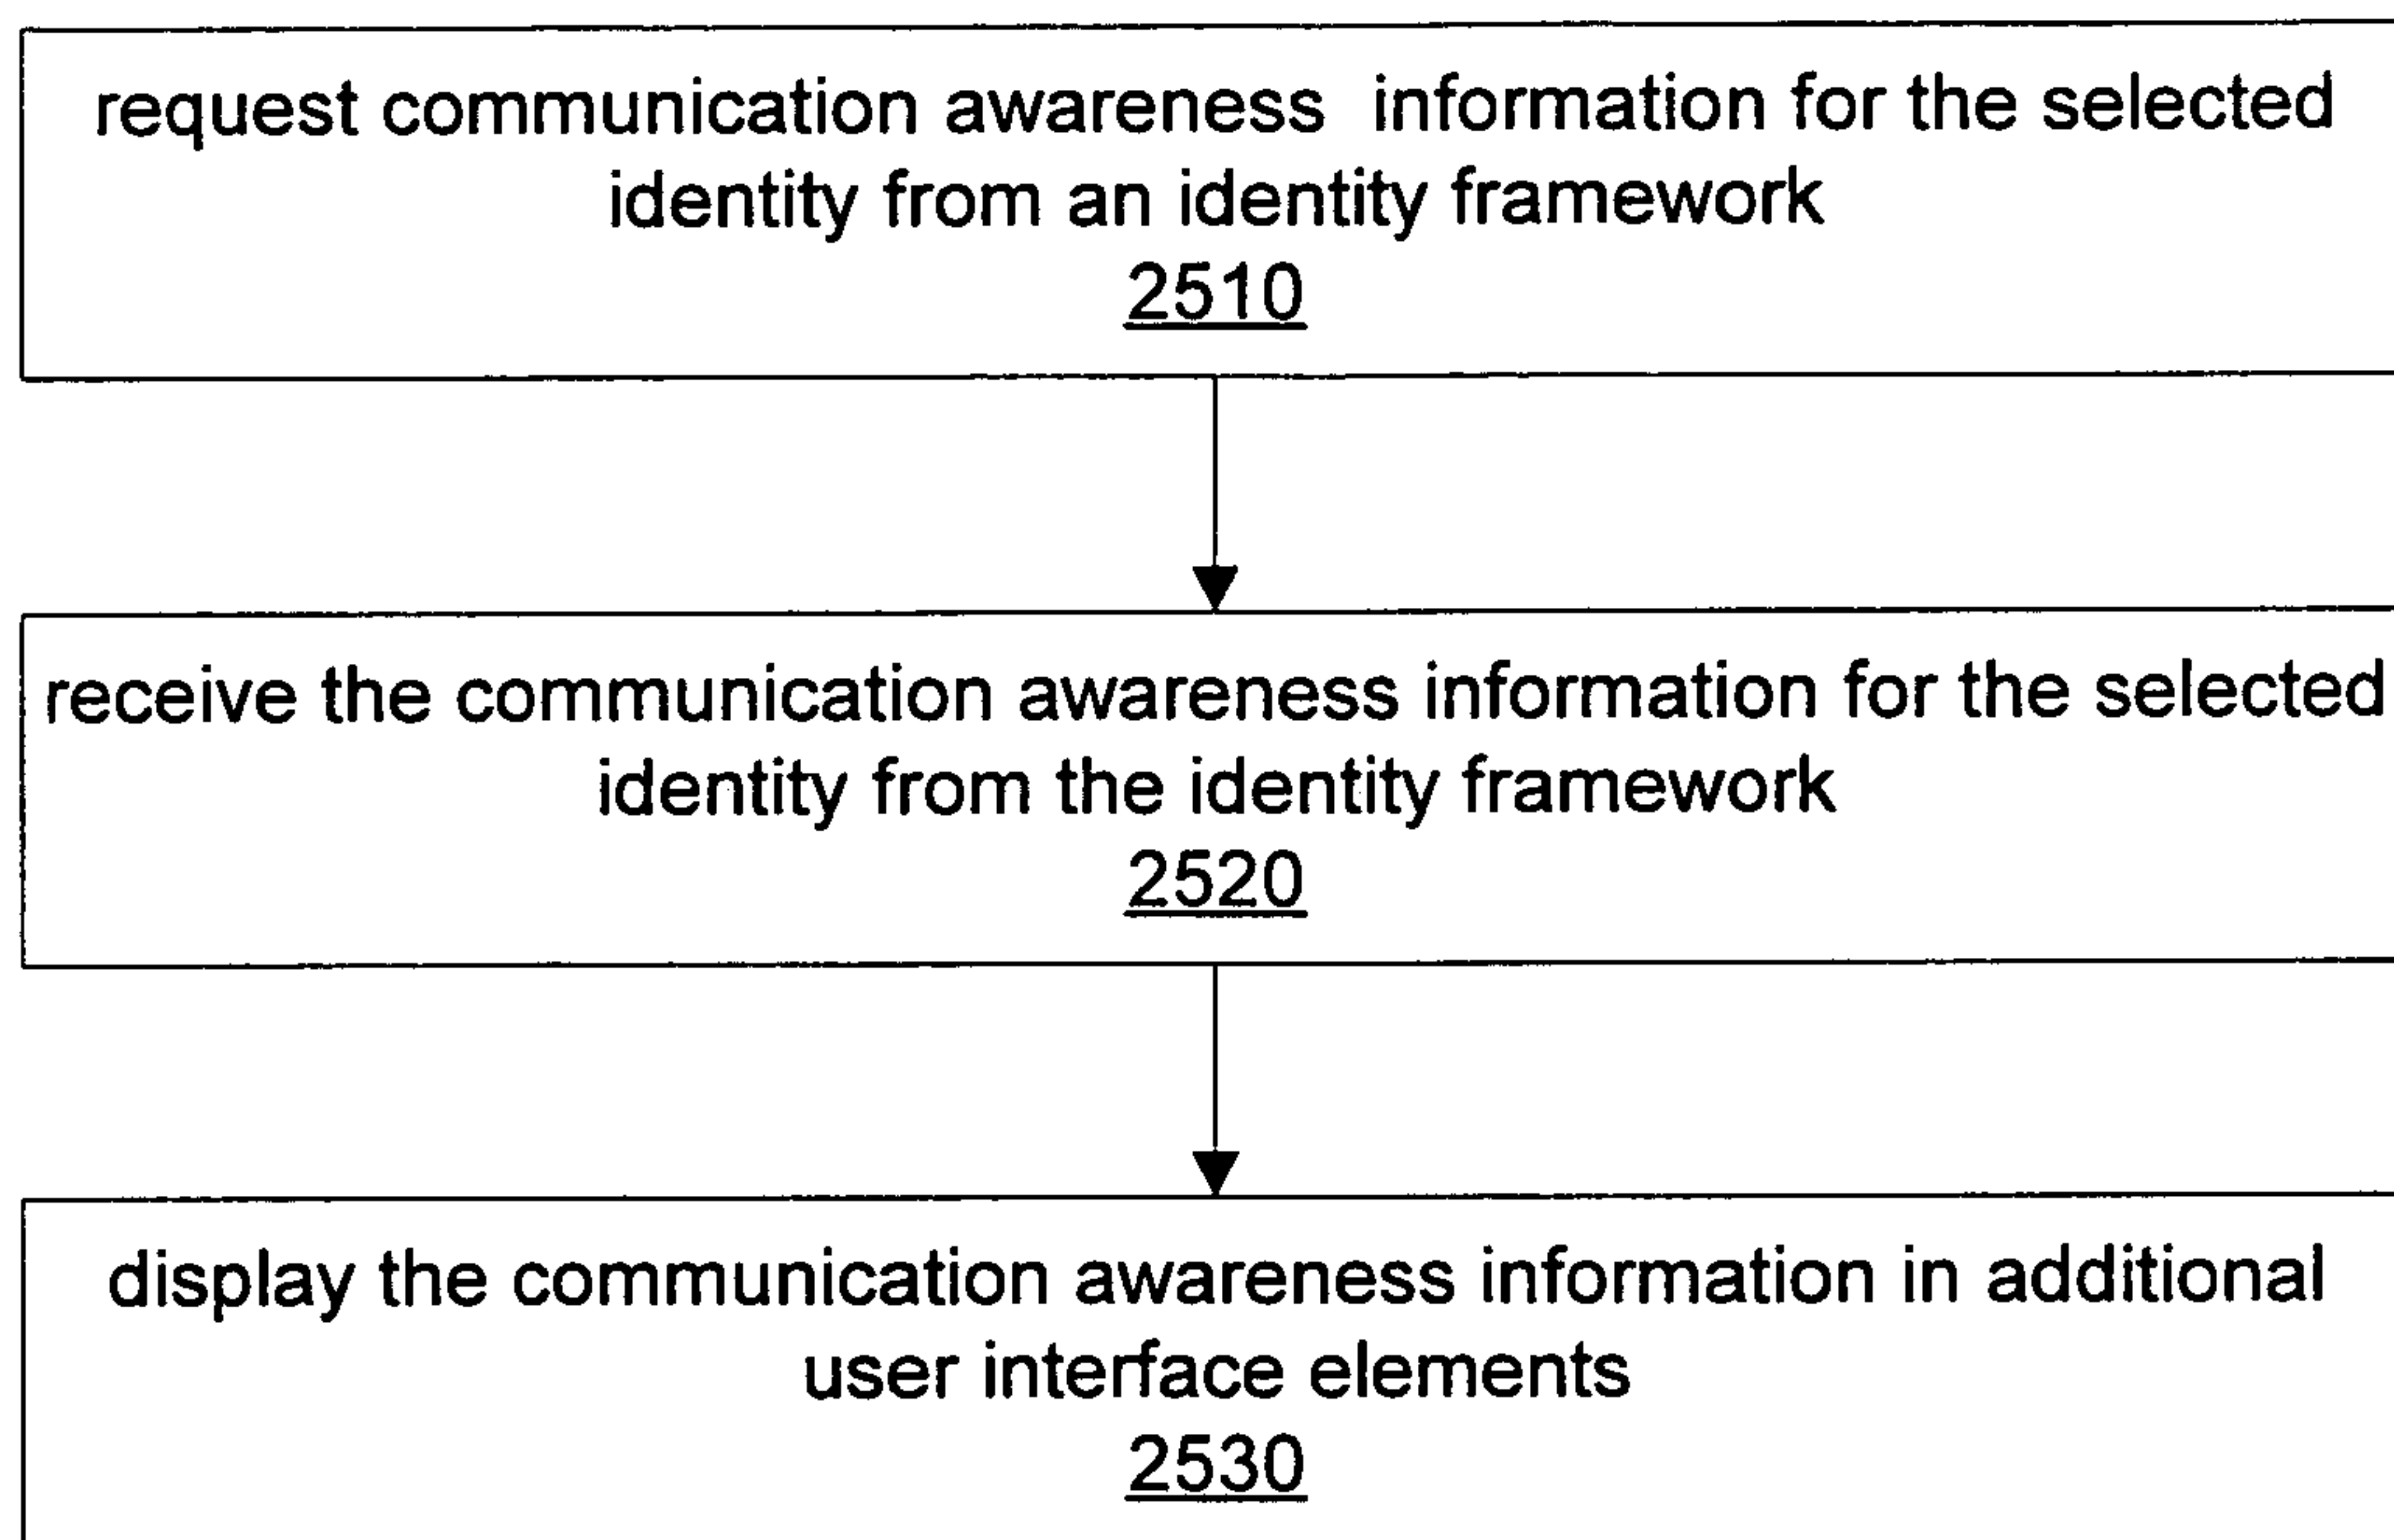 request communication awareness information for the selected
identity from an identity framework
2510
receive the communication awareness information for the selected
identity from the identity framework
2520
display the communication awareness information in additional
user interface elements
2530